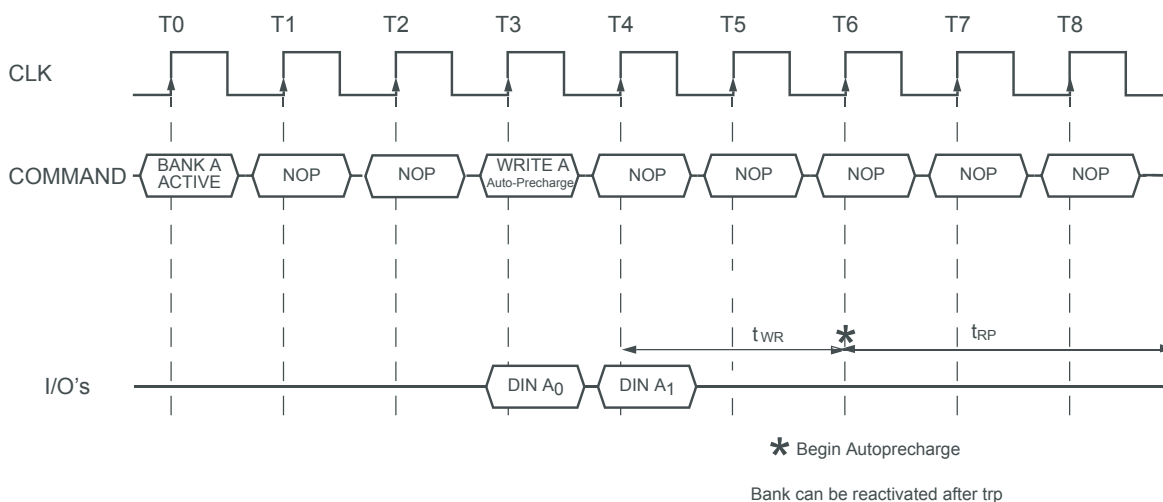 T0 T1 T2 T3 T4 T5 T6 T7 T8
CLK
COMMAND
BANK A
ACTIVE
NOP
NOP
WRITE A
Auto-Precharge
NOP
NOP
NOP
NOP
NOP
tWR
*
tRP
I/O's
DIN A0
DIN A1
* Begin Autoprecharge
Bank can be reactivated after trp